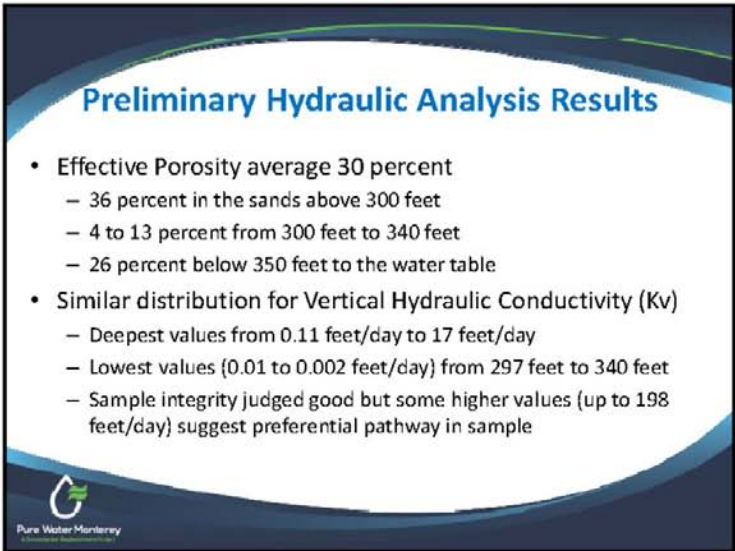 Preliminary Hydraulic Analysis Results
• Effective Porosity average 30 percent
– 36 percent in the sands above 300 feet
– 4 to 13 percent from 300 feet to 340 feet
– 26 percent below 350 feet to the water table
• Similar distribution for Vertical Hydraulic Conductivity (Kv)
– Deepest values from 0.11 feet/day to 17 feet/day
– Lowest values (0.01 to 0.002 feet/day) from 297 feet to 340 feet
– Sample integrity judged good but some higher values (up to 198
feet/day) suggest preferential pathway in sample
Pure Water Monterey